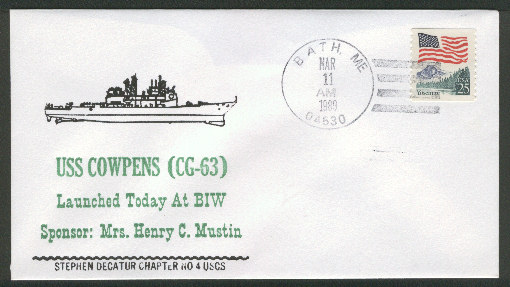 BATH, ME
MAR
11
AM
1989
04530
USA
25
USS COWPENS (CG-63)
Launched Today At BIW
Sponsor: Mrs. Henry C. Mustin
STEPHEN DECATUR CHAPTER NO 4 USCS